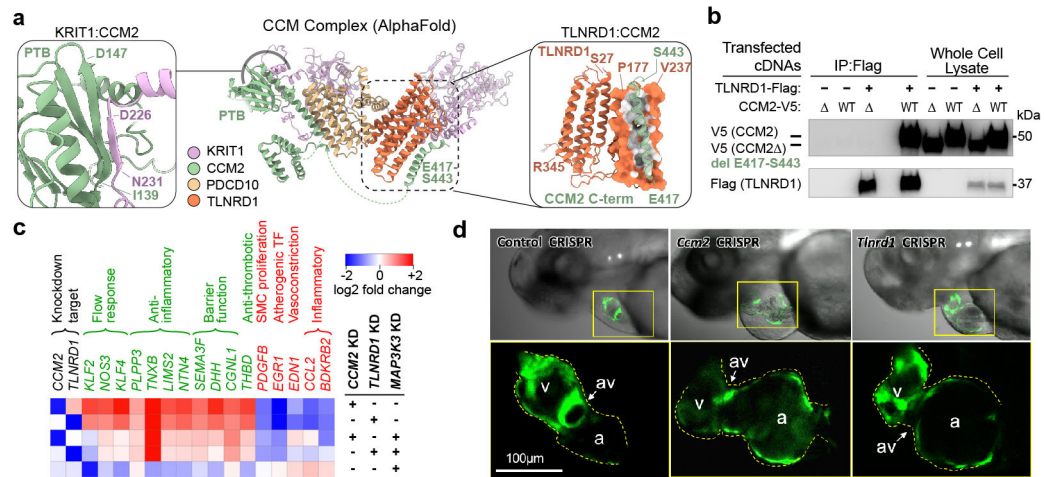 a
KRIT1:CCM2
PTB
D147
D226
N231
I139
CCM Complex (AlphaFold)
PTB
KRIT1
CCM2
PDCD10
TLNRD1
E417-
S443
TLNRD1:CCM2
TLNRD1
S27
P177
S443
V237
R345
CCM2 C-term
E417
b
Transfected
cDNAs
IP:Flag
Whole Cell
Lysate
TLNRD1-Flag:
- - + + - - + +
CCM2-V5:
Δ WT Δ WT Δ WT Δ WT
kDa
V5 (CCM2)
V5 (CCM2Δ)
del E417-S443
50
Flag (TLNRD1)
37
c
Knockdown
target
Flow
response
Anti-
inflammatory
Barrier
function
Anti-thrombotic
SMC proliferation
Atherogenic TF
Vasoconstriction
Inflammatory
-2 0 +2
log2 fold change
CCM2
TLNRD1
KLF2
NOS3
KLF4
PLPP3
TNXB
LIMS2
NTN4
SEMA3F
DHH
CGNL1
THBD
PDGFB
EGR1
EDN1
CCL2
BDKRB2
CCM2 KD
TLNRD1 KD
MAP3K3 KD
+ - -
- + -
+ - +
- + +
- - +
d
Control CRISPR
Ccm2 CRISPR
Tlnrd1 CRISPR
v
av
a
100μm
av
v
a
v
av
a